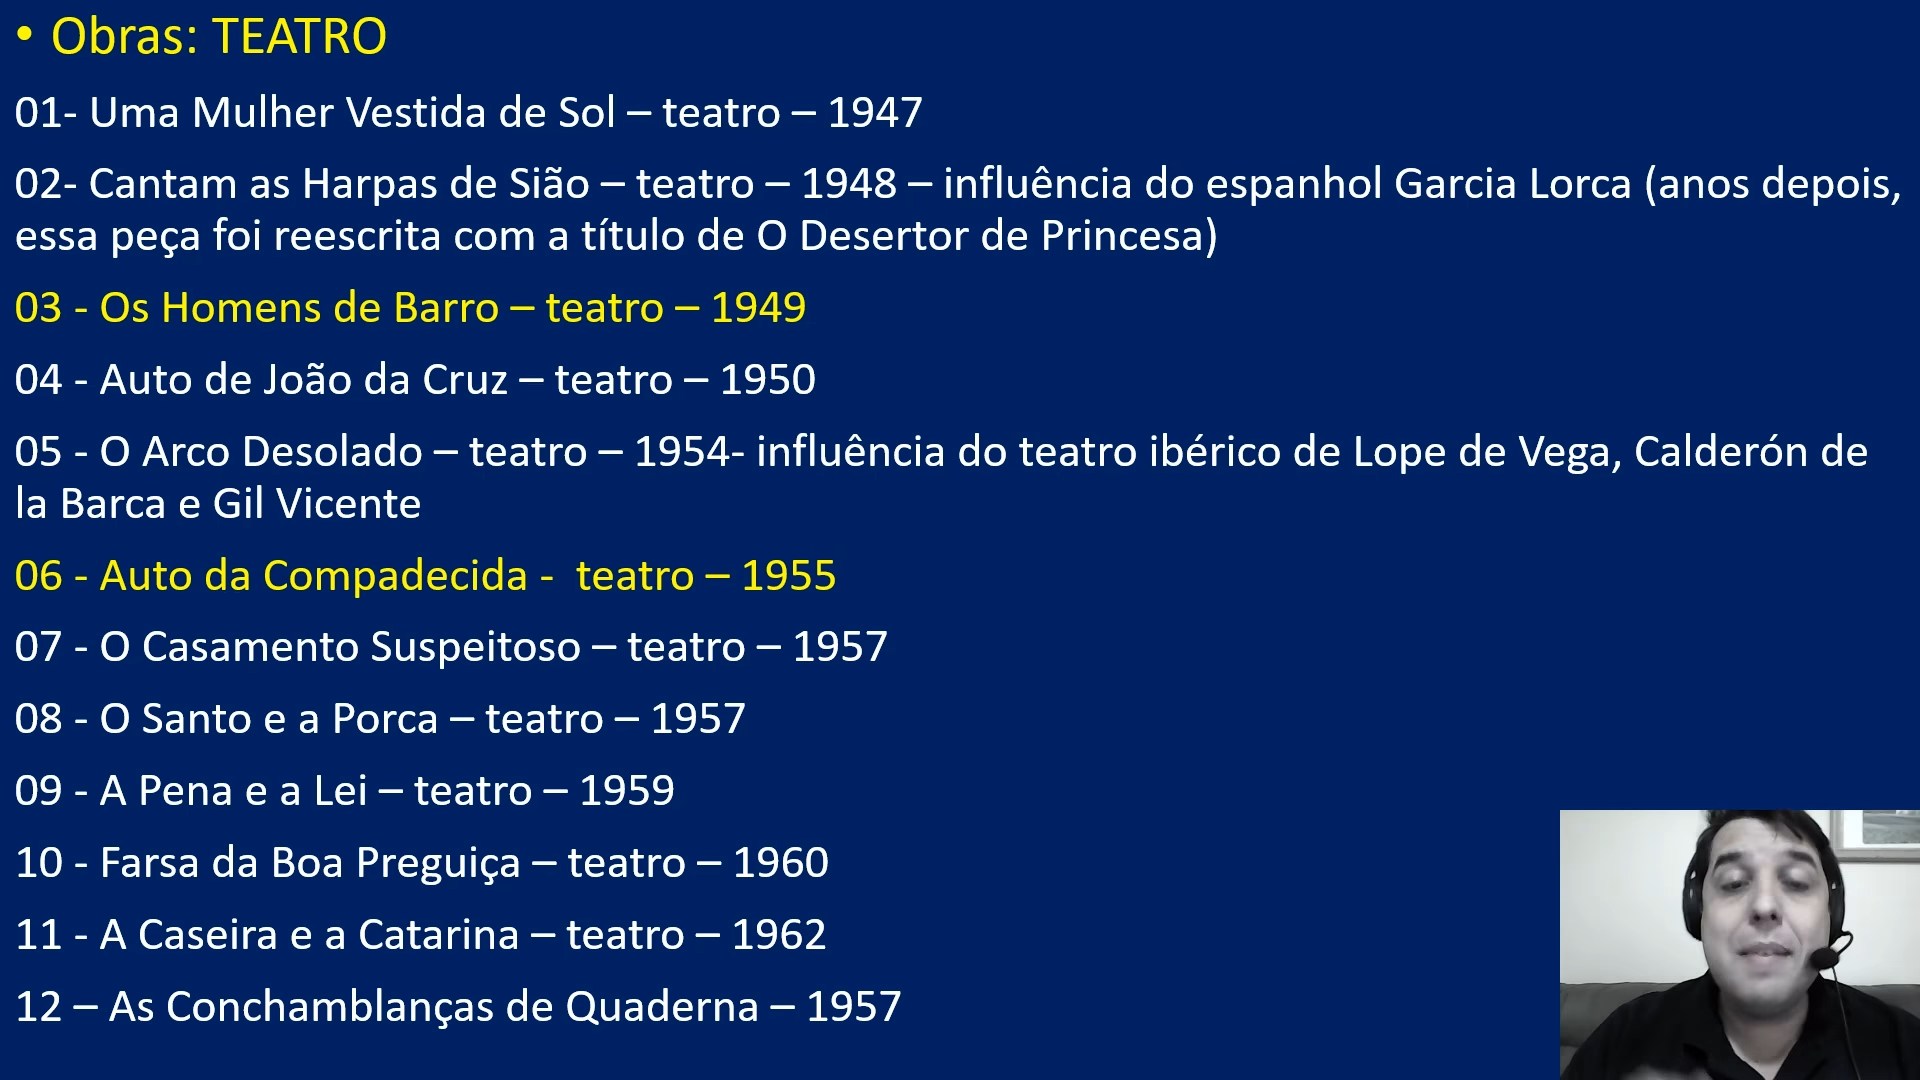 • Obras: TEATRO
01- Uma Mulher Vestida de Sol – teatro – 1947
02- Cantam as Harpas de Sião – teatro – 1948 – influência do espanhol Garcia Lorca (anos depois,
essa peça foi reescrita com a título de O Desertor de Princesa)
03 - Os Homens de Barro – teatro – 1949
04 - Auto de João da Cruz – teatro – 1950
05 - O Arco Desolado – teatro – 1954- influência do teatro ibérico de Lope de Vega, Calderón de
la Barca e Gil Vicente
06 - Auto da Compadecida -  teatro – 1955
07 - O Casamento Suspeitoso – teatro – 1957
08 - O Santo e a Porca – teatro – 1957
09 - A Pena e a Lei – teatro – 1959
10 - Farsa da Boa Preguiça – teatro – 1960
11 - A Caseira e a Catarina – teatro – 1962
12 – As Conchamblanças de Quaderna – 1957